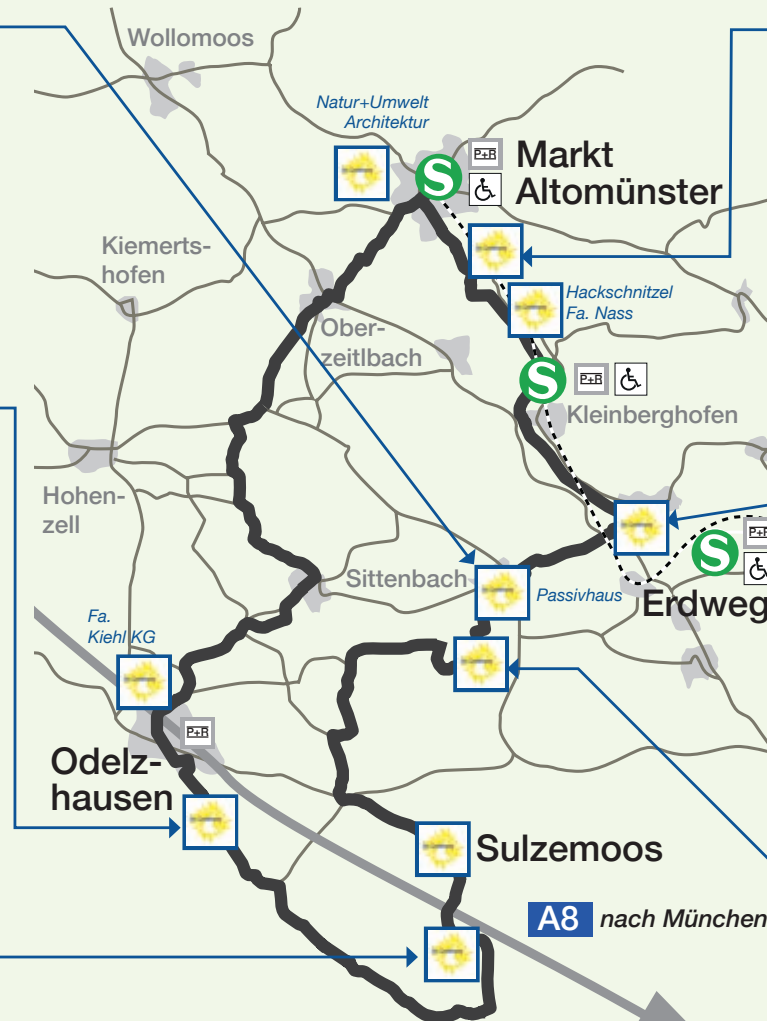 Wollomoos
Natur+Umwelt
Architektur
S
P+R
Markt
Altomünster
Kiemerts-
hofen
Hackschnitzel
Fa. Nass
Ober-
zeitlbach
S
P+R
Kleinberghofen
Hohen-
zell
S
P+R
Sittenbach
Passivhaus
Erdweg
Fa.
Kiehl KG
P+R
Odelz-
hausen
Sulzemoos
A8 nach München